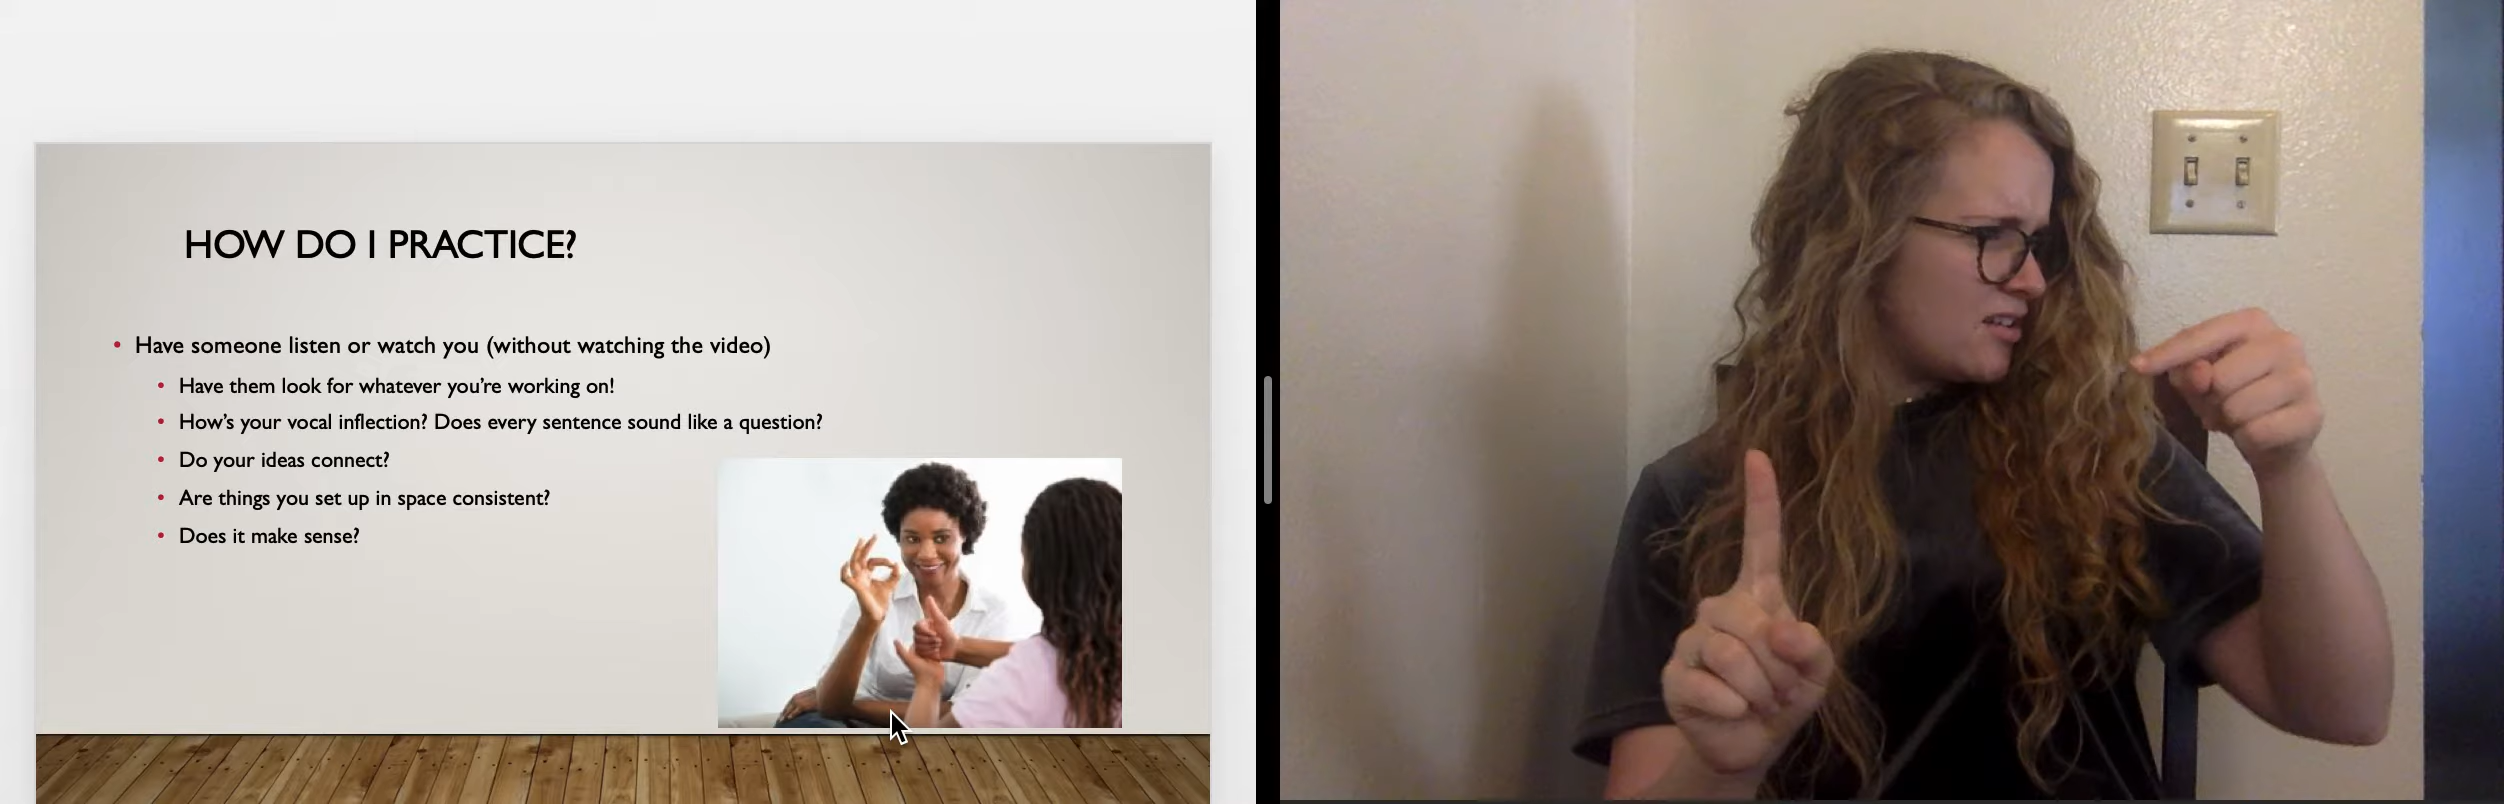 HOW DO I PRACTICE?
• Have someone listen or watch you (without watching the video)
• Have them look for whatever you're working on!
• How's your vocal inflection? Does every sentence sound like a question?
• Do your ideas connect?
• Are things you set up in space consistent?
• Does it make sense?